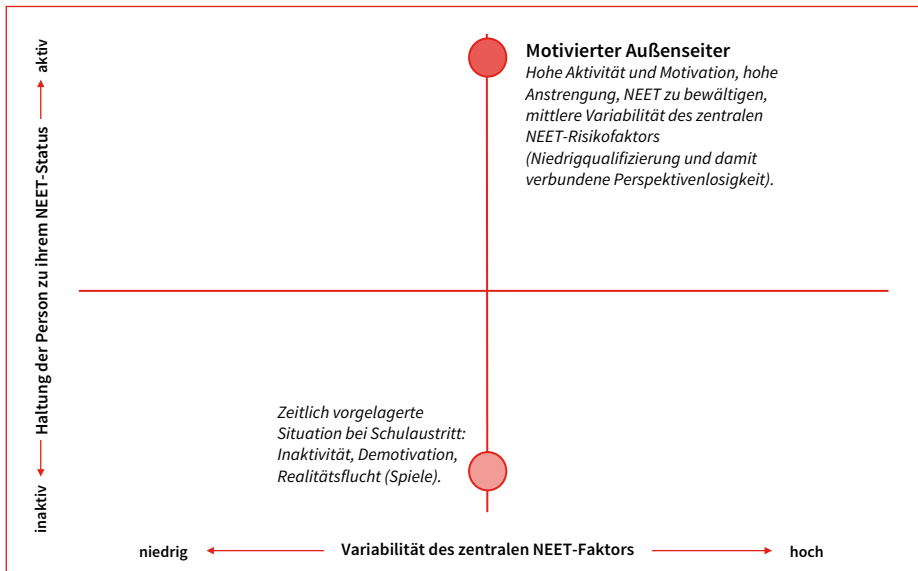 aktiv
Haltung der Person zu ihrem NEET-Status
inaktiv
Motivierter Außenseiter
Hohe Aktivität und Motivation, hohe
Anstrengung, NEET zu bewältigen,
mittlere Variabilität des zentralen
NEET-Risikofaktors
(Niedrigqualifizierung und damit
verbundene Perspektivenlosigkeit).
Zeitlich vorgelagerte
Situation bei Schulaustritt:
Inaktivität, Demotivation,
Realitätsflucht (Spiele).
niedrig
Variabilität des zentralen NEET-Faktors
hoch